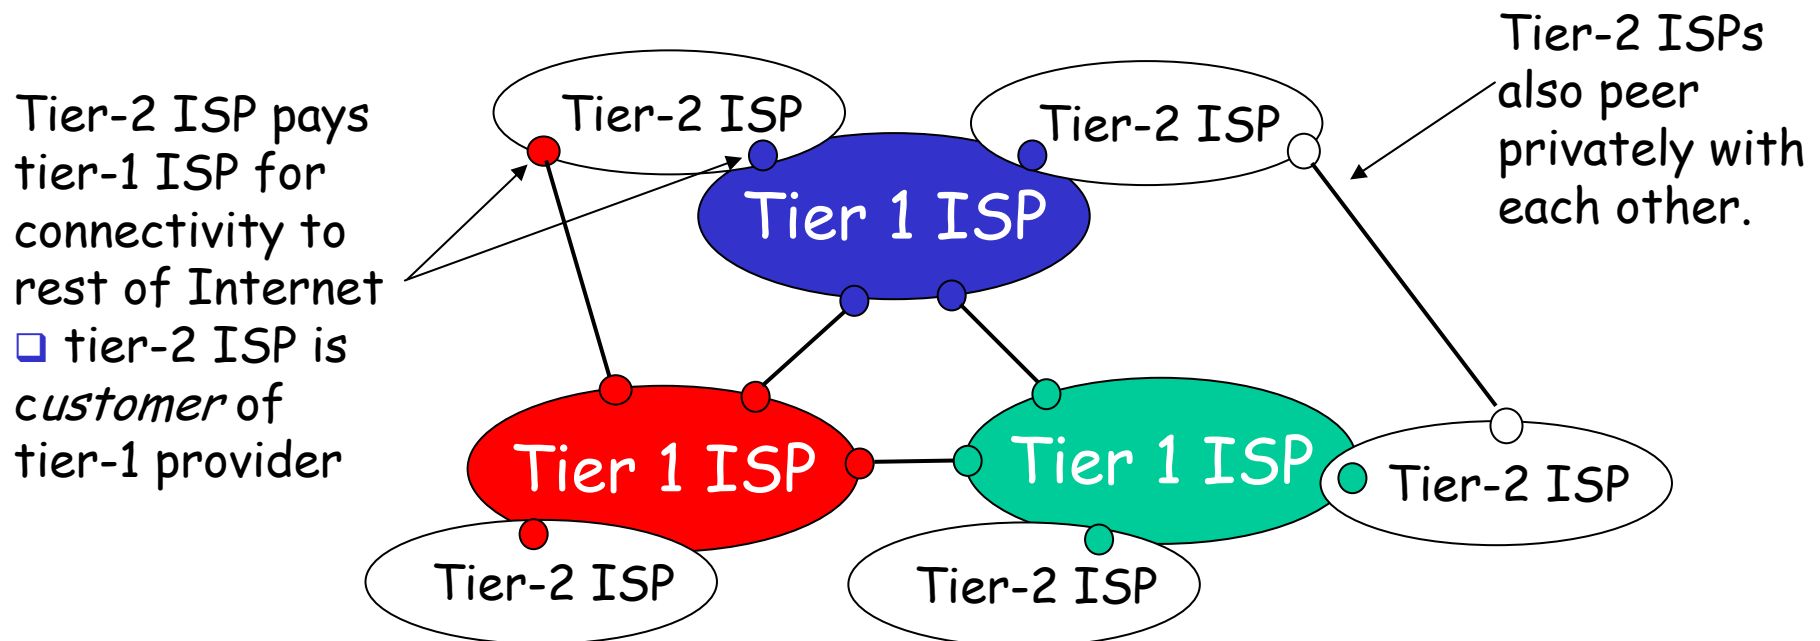 Tier-2 ISP pays
tier-1 ISP for
connectivity to
rest of Internet
❑ tier-2 ISP is
customer of
tier-1 provider
Tier-2 ISP
Tier-2 ISP
Tier-2 ISPs
also peer
privately with
each other.
Tier 1 ISP
Tier 1 ISP
Tier 1 ISP
Tier-2 ISP
Tier-2 ISP
Tier-2 ISP